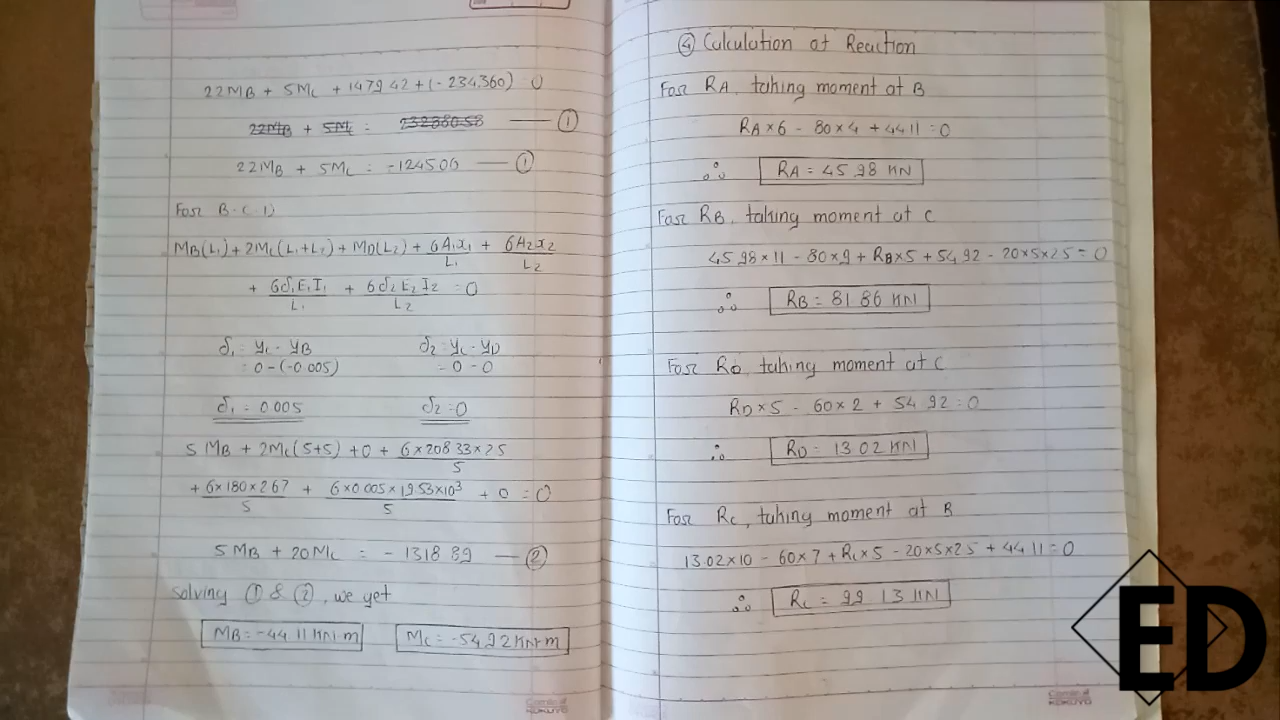 22MB + 5MC + 1479.42 + (-234.360) = 0
22MB + 5MC = 232880.58 —— ①
22MB + 5MC = -1245.06 —— ①
For B-C-D
MB(L1) + 2MC(L1+L2) + MD(L2) + 6A1x1/L1 + 6A2x2/L2
+ 6δ1E1I1/L1 + 6δ2E2I2/L2 = 0
δ1 = yC - yB δ2 = yC - yD
= 0-(-0.005) = 0 - 0
δ1 = 0.005 δ2 = 0
5MB + 2MC(5+5) + 0 + 6×208.33×2.5/5
+ 6×180×2.67/5 + 6×0.005×19.53×10³/5 + 0 = 0
5MB + 20MC = -1318.89 — ②
Solving ① & ②, we get
MB = -44.11 KN-m MC = -54.92 KN-m
④ Calculation of Reaction
For RA, taking moment at B
RA×6 - 80×4 + 44.11 = 0
∴ RA = 45.98 KN
For RB, taking moment at C
45.98×11 - 80×9 + RB×5 + 54.92 - 20×5×2.5 = 0
∴ RB = 81.86 KN
For RD, taking moment at C
RD×5 - 60×2 + 54.92 = 0
∴ RD = 13.02 KN
For RC, taking moment at B
13.02×10 - 60×7 + RC×5 - 20×5×2.5 + 44.11 = 0
∴ RC = 99.13 KN
ED
Camlin
KOKUYO
Camlin
KOKUYO